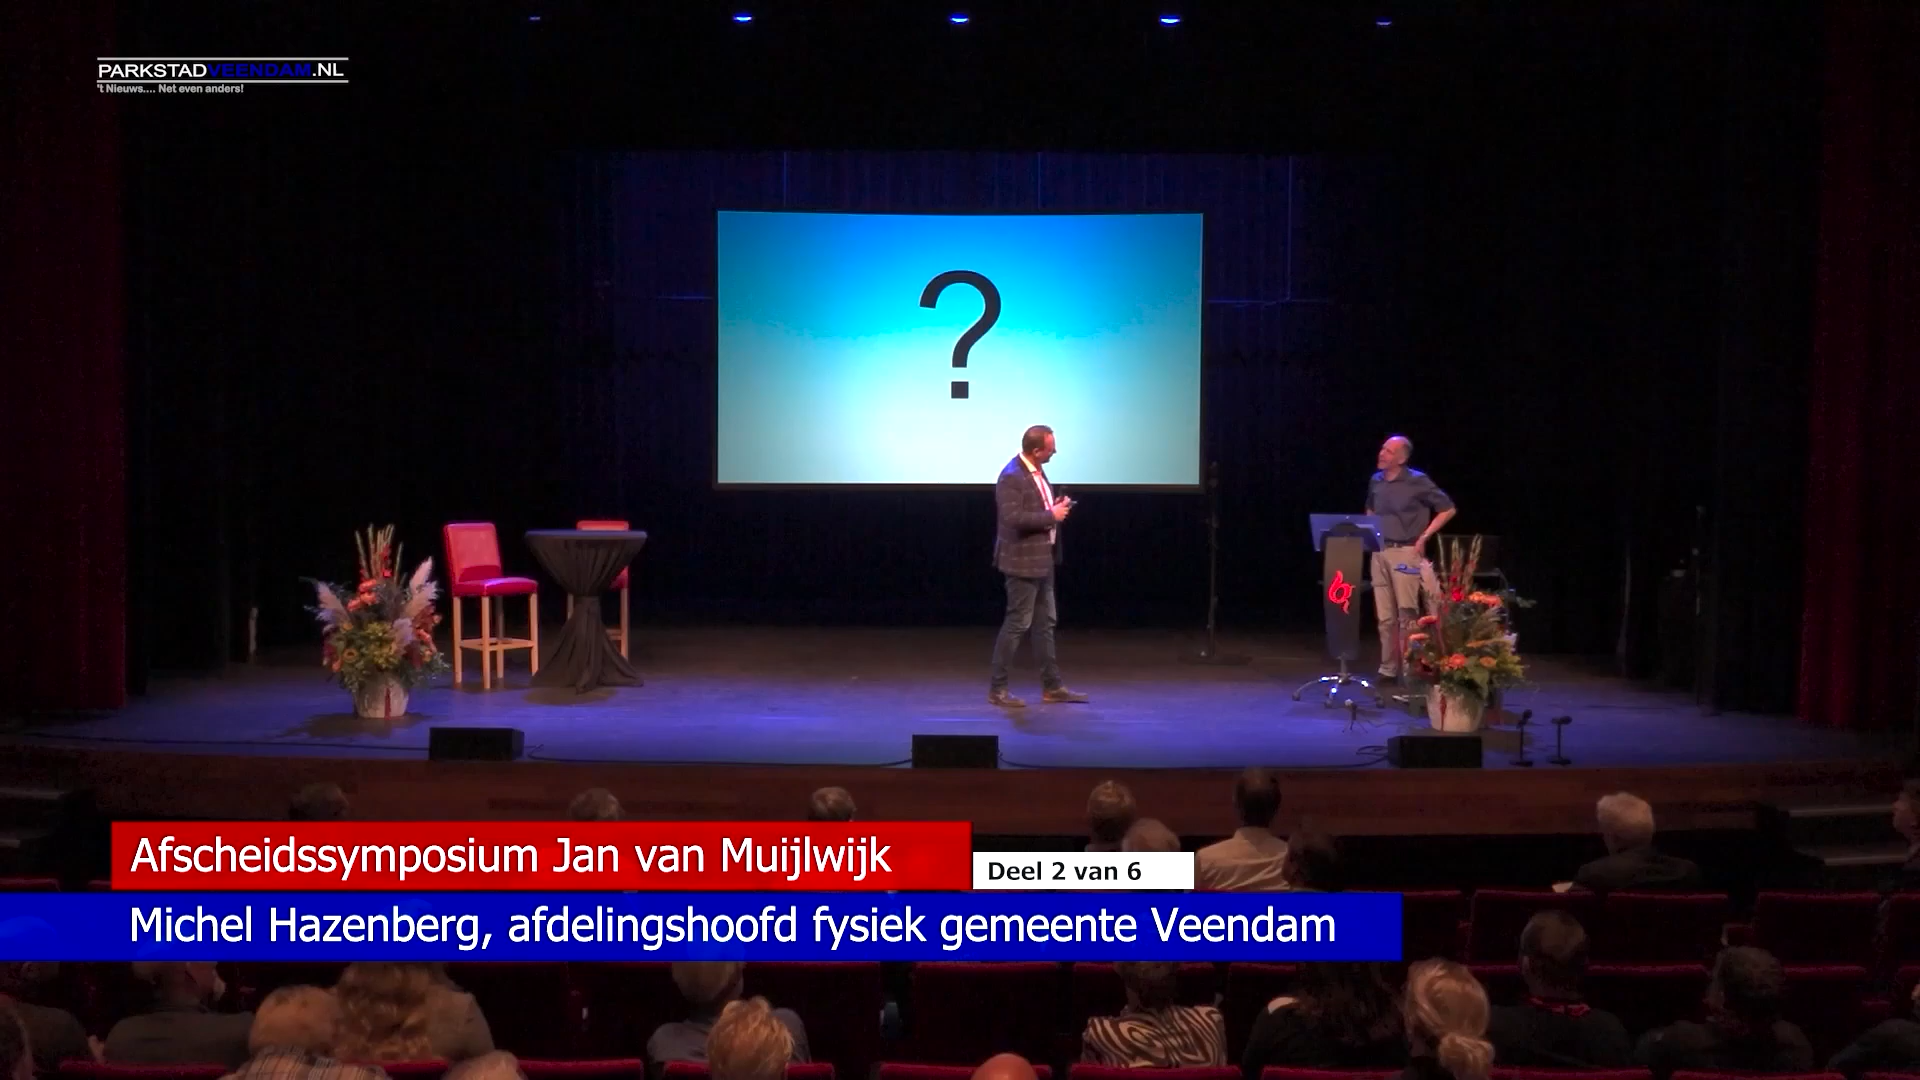 PARKSTADVEENDAM.NL
't Nieuws.... Net even anders!
?
Afscheidssymposium Jan van Muijlwijk
Deel 2 van 6
Michel Hazenberg, afdelingshoofd fysiek gemeente Veendam